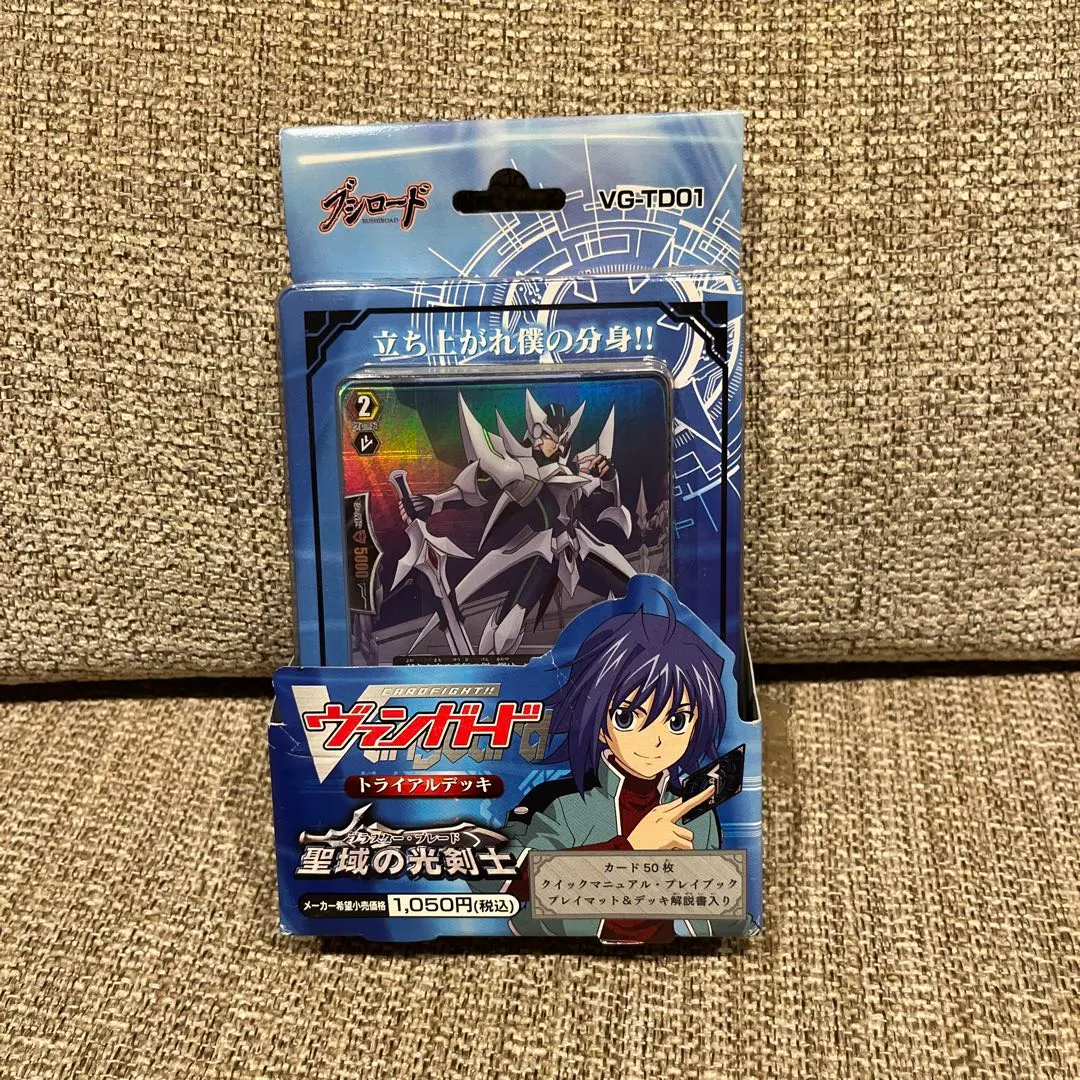 ブシロード
BUSHIROAD
VG-TD01
立ち上がれ僕の分身!!
2
グレード
5000
CARDFIGHT!!
ヴァンガード
Vanguard
トライアルデッキ
ブラスター・ブレード
聖域の光剣士
メーカー希望小売価格 1,050円(税込)
カード50枚
クイックマニュアル・プレイブック
プレイマット&デッキ解説書入り